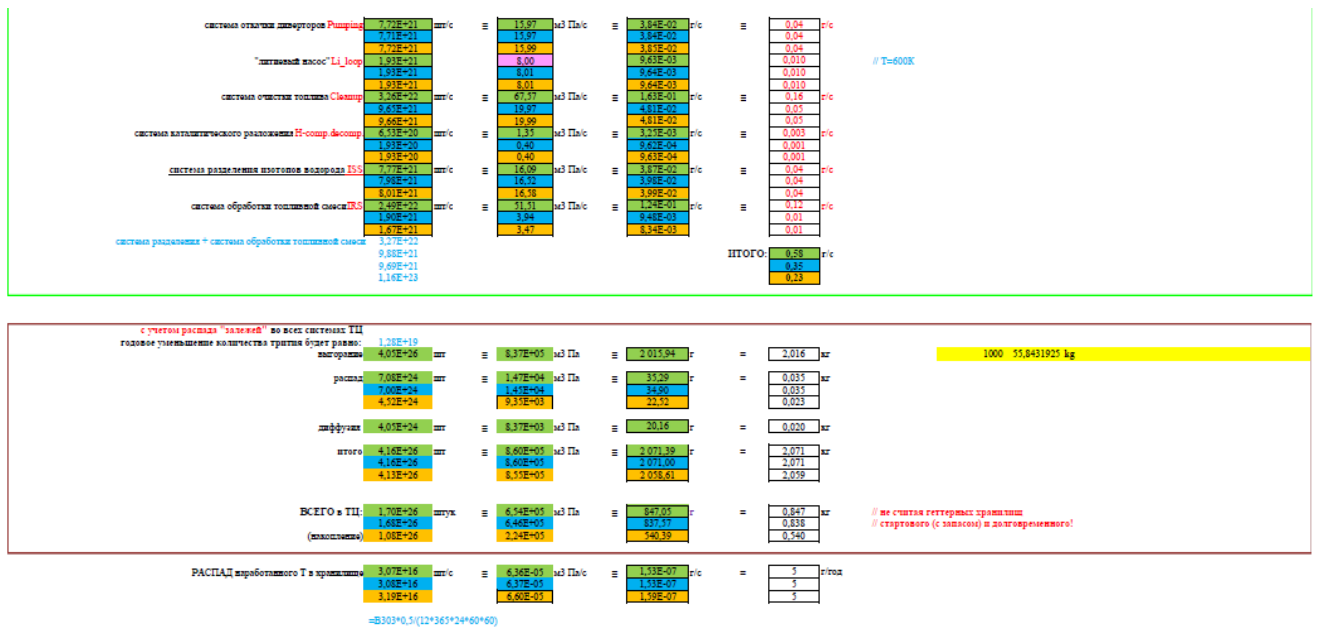 система откачки диверторов Pumping 7,72E+21 шт/с ≡ 15,97 м3 Па/с ≡ 3,84E-02 г/с ≡ 0,04 г/с
7,71E+21 15,97 3,84E-02 0,04
7,72E+21 15,99 3,85E-02 0,04
"литиевый насос" Li_loop 1,93E+21 8,00 9,63E-03 0,010 // T=600K
1,93E+21 8,01 9,64E-03 0,010
1,93E+21 8,01 9,64E-03 0,010
система очистки топлива Cleanup 3,26E+22 шт/с ≡ 67,57 м3 Па/с ≡ 1,63E-01 г/с ≡ 0,16 г/с
9,65E+21 19,97 4,81E-02 0,05
9,66E+21 19,99 4,81E-02 0,05
система каталитического разложения H-comp.decomp. 6,53E+20 шт/с ≡ 1,35 м3 Па/с ≡ 3,25E-03 г/с ≡ 0,003 г/с
1,93E+20 0,40 9,62E-04 0,001
1,93E+20 0,40 9,63E-04 0,001
система разделения изотопов водорода ISS 7,77E+21 шт/с ≡ 16,09 м3 Па/с ≡ 3,87E-02 г/с ≡ 0,04 г/с
7,98E+21 16,52 3,98E-02 0,04
8,01E+21 16,58 3,99E-02 0,04
система обработки топливной смеси IRS 2,49E+22 шт/с ≡ 51,51 м3 Па/с ≡ 1,24E-01 г/с ≡ 0,12 г/с
1,90E+21 3,94 9,48E-03 0,01
1,67E+21 3,47 8,34E-03 0,01
система разделения + система обработки топливной смеси 3,27E+22
9,88E+21 ИТОГО: 0,58 г/с
9,69E+21 0,35
1,16E+23 0,23
с учетом распада "залежей" во всех системах ТЦ
годовое уменьшение количества трития будет равно: 1,28E+19
выгорание 4,05E+26 шт ≡ 8,37E+05 м3 Па ≡ 2 015,94 г = 2,016 кг 1000 55,8431925 kg
распад 7,08E+24 шт ≡ 1,47E+04 м3 Па ≡ 35,29 г = 0,035 кг
7,00E+24 1,45E+04 34,90 0,035
4,52E+24 9,35E+03 22,52 0,023
диффузия 4,05E+24 шт ≡ 8,37E+03 м3 Па ≡ 20,16 г = 0,020 кг
итого 4,16E+26 шт ≡ 8,60E+05 м3 Па ≡ 2 071,39 г = 2,071 кг
4,16E+26 8,60E+05 2 071,00 2,071
4,13E+26 8,55E+05 2 058,61 2,059
ВСЕГО в ТЦ: 1,70E+26 штук ≡ 6,54E+05 м3 Па ≡ 847,05 г = 0,847 кг // не считая геттерных хранилищ
1,68E+26 6,46E+05 837,57 0,838 // стартового (с запасом) и долговременного!
(накопление) 1,08E+26 2,24E+05 540,39 0,540
РАСПАД наработанного Т в хранилище 3,07E+16 шт/с ≡ 6,36E-05 м3 Па/с ≡ 1,53E-07 г/с = 5 г/год
3,08E+16 6,37E-05 1,53E-07 5
3,19E+16 6,60E-05 1,59E-07 5
=B303*0,5/(12*365*24*60*60)